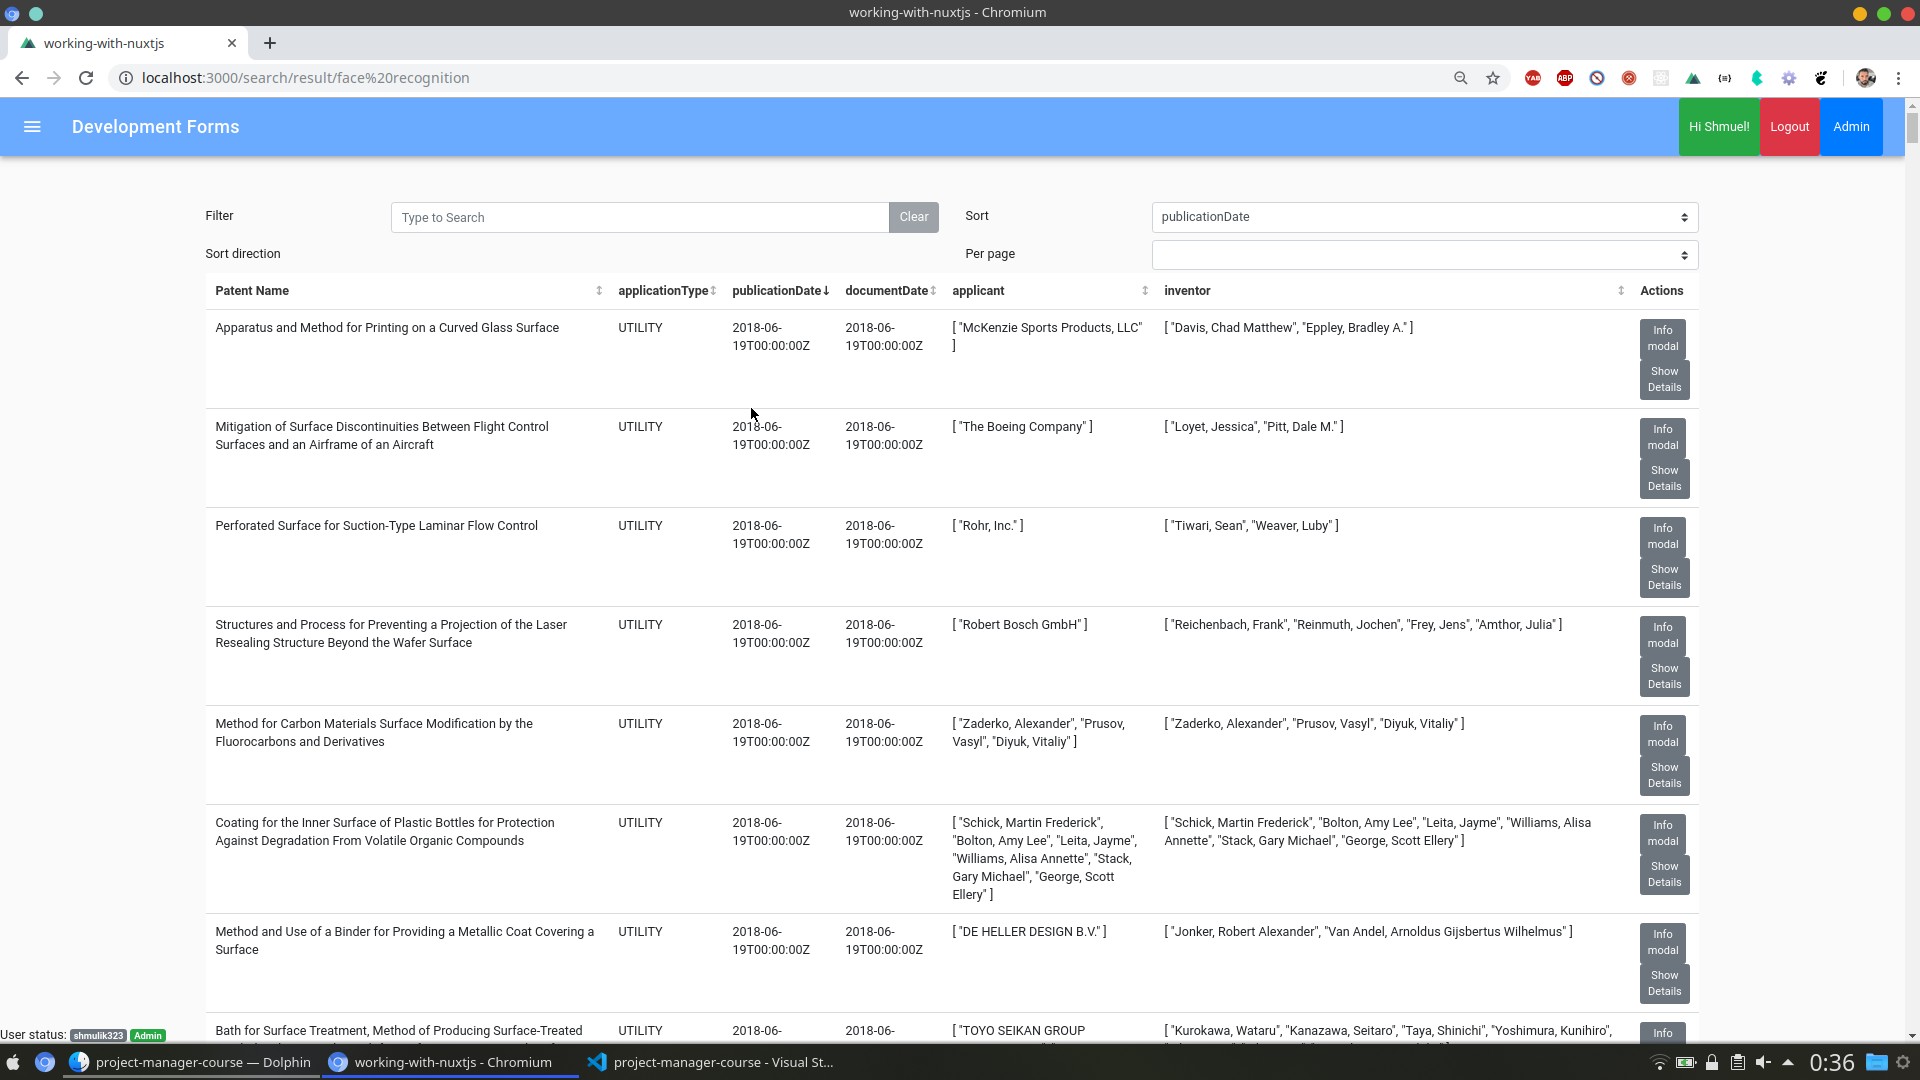 working-with-nuxtjs - Chromium
working-with-nuxtjs
localhost:3000/search/result/face%20recognition
YAB
ABP
Development Forms
Hi Shmuel!
Logout
Admin
Filter
Type to Search
Clear
Sort
publicationDate
Sort direction
Per page
Patent Name
applicationType
publicationDate
documentDate
applicant
inventor
Actions
Apparatus and Method for Printing on a Curved Glass Surface
UTILITY
2018-06-
19T00:00:00Z
2018-06-
19T00:00:00Z
[ "McKenzie Sports Products, LLC"
]
[ "Davis, Chad Matthew", "Eppley, Bradley A." ]
Info
modal
Show
Details
Mitigation of Surface Discontinuities Between Flight Control
Surfaces and an Airframe of an Aircraft
UTILITY
2018-06-
19T00:00:00Z
2018-06-
19T00:00:00Z
[ "The Boeing Company" ]
[ "Loyet, Jessica", "Pitt, Dale M." ]
Info
modal
Show
Details
Perforated Surface for Suction-Type Laminar Flow Control
UTILITY
2018-06-
19T00:00:00Z
2018-06-
19T00:00:00Z
[ "Rohr, Inc." ]
[ "Tiwari, Sean", "Weaver, Luby" ]
Info
modal
Show
Details
Structures and Process for Preventing a Projection of the Laser
Resealing Structure Beyond the Wafer Surface
UTILITY
2018-06-
19T00:00:00Z
2018-06-
19T00:00:00Z
[ "Robert Bosch GmbH" ]
[ "Reichenbach, Frank", "Reinmuth, Jochen", "Frey, Jens", "Amthor, Julia" ]
Info
modal
Show
Details
Method for Carbon Materials Surface Modification by the
Fluorocarbons and Derivatives
UTILITY
2018-06-
19T00:00:00Z
2018-06-
19T00:00:00Z
[ "Zaderko, Alexander", "Prusov,
Vasyl", "Diyuk, Vitaliy" ]
[ "Zaderko, Alexander", "Prusov, Vasyl", "Diyuk, Vitaliy" ]
Info
modal
Show
Details
Coating for the Inner Surface of Plastic Bottles for Protection
Against Degradation From Volatile Organic Compounds
UTILITY
2018-06-
19T00:00:00Z
2018-06-
19T00:00:00Z
[ "Schick, Martin Frederick",
"Bolton, Amy Lee", "Leita, Jayme",
"Williams, Alisa Annette", "Stack,
Gary Michael", "George, Scott
Ellery" ]
[ "Schick, Martin Frederick", "Bolton, Amy Lee", "Leita, Jayme", "Williams, Alisa
Annette", "Stack, Gary Michael", "George, Scott Ellery" ]
Info
modal
Show
Details
Method and Use of a Binder for Providing a Metallic Coat Covering a
Surface
UTILITY
2018-06-
19T00:00:00Z
2018-06-
19T00:00:00Z
[ "DE HELLER DESIGN B.V." ]
[ "Jonker, Robert Alexander", "Van Andel, Arnoldus Gijsbertus Wilhelmus" ]
Info
modal
Show
Details
Bath for Surface Treatment, Method of Producing Surface-Treated
UTILITY
2018-06-
2018-06-
[ "TOYO SEIKAN GROUP
[ "Kurokawa, Wataru", "Kanazawa, Seitaro", "Taya, Shinichi", "Yoshimura, Kunihiro",
Info
User status: shmulik323 Admin
project-manager-course — Dolphin
working-with-nuxtjs - Chromium
project-manager-course - Visual St...
0:36